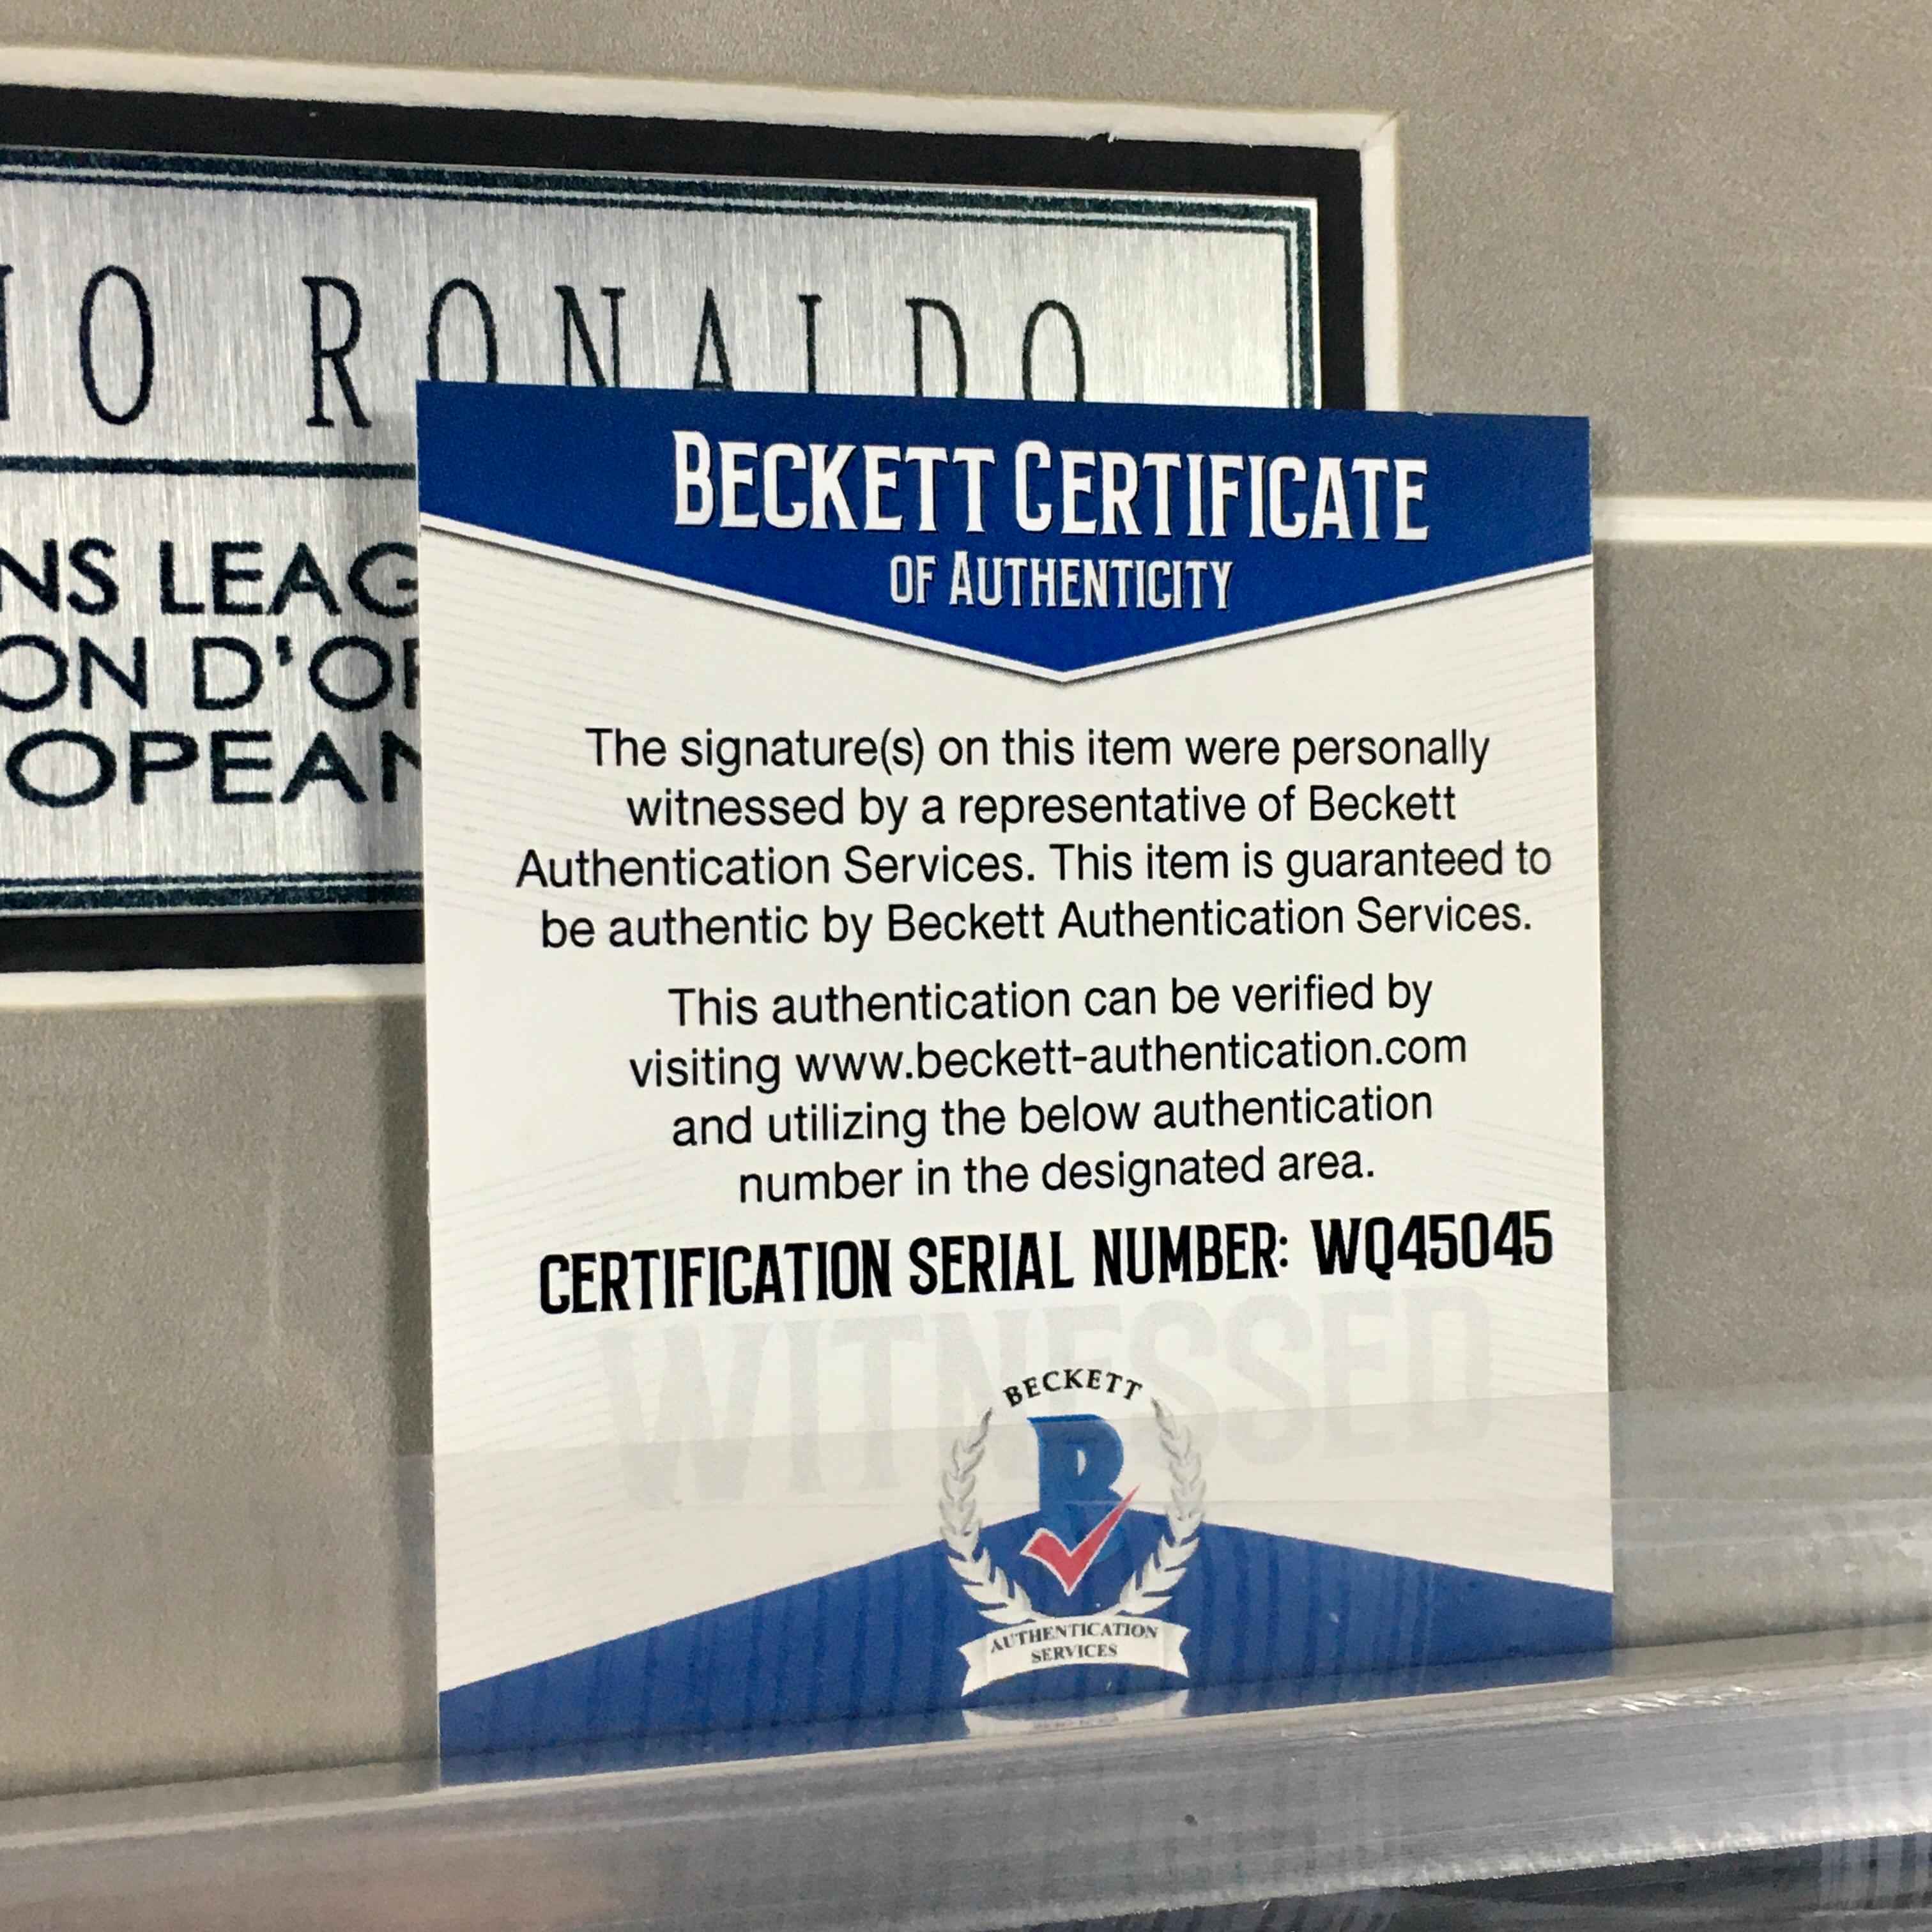 O RONALDO
NS LEAG
ON D'O
OPEAN
BECKETT CERTIFICATE
OF AUTHENTICITY
The signature(s) on this item were personally
witnessed by a representative of Beckett
Authentication Services. This item is guaranteed to
be authentic by Beckett Authentication Services.
This authentication can be verified by
visiting www.beckett-authentication.com
and utilizing the below authentication
number in the designated area.
CERTIFICATION SERIAL NUMBER: WQ45045
WITNESSED
BECKETT
B
AUTHENTICATION
SERVICES